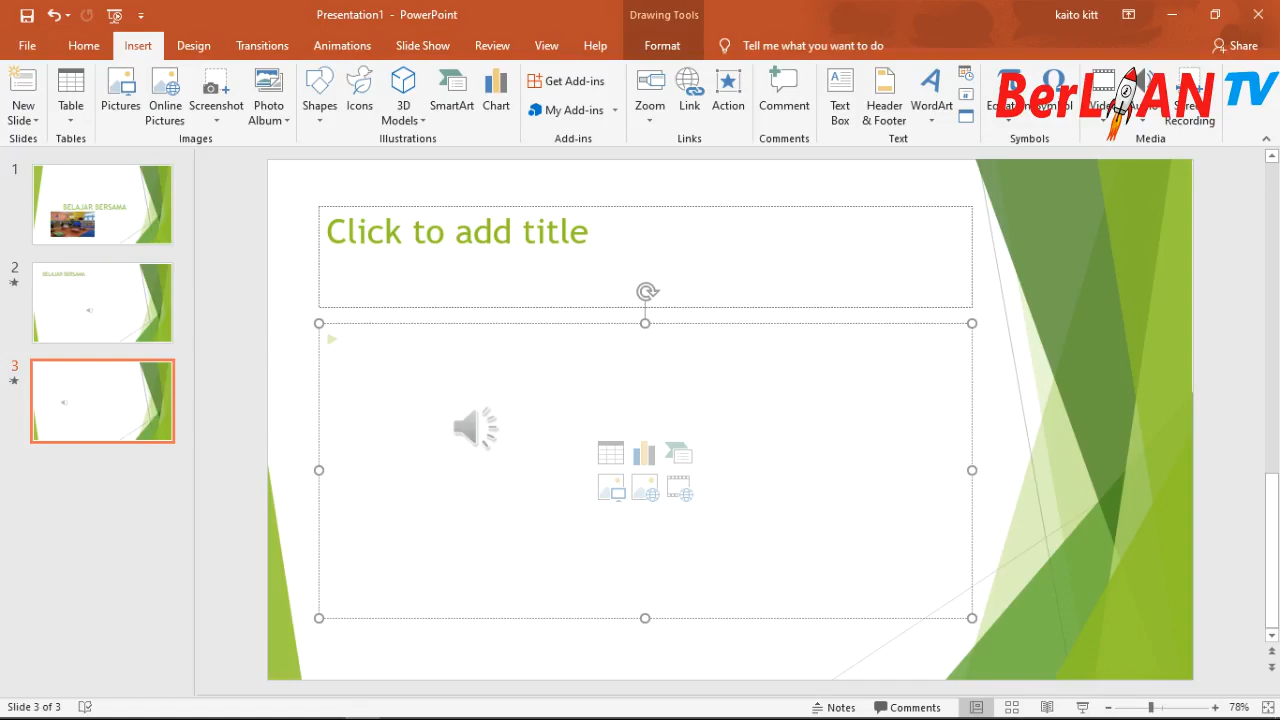 Presentation1 - PowerPoint
Drawing Tools
kaito kitt
File
Home
Insert
Design
Transitions
Animations
Slide Show
Review
View
Help
Format
Tell me what you want to do
Share
New Slide
Table
Pictures
Online Pictures
Screenshot
Photo Album
Shapes
Icons
3D Models
SmartArt
Chart
Get Add-ins
My Add-ins
Zoom
Link
Action
Comment
Text Box
Header & Footer
WordArt
Symbol
Recording
BerLIAN TV
Slides
Tables
Images
Illustrations
Add-ins
Links
Comments
Text
Symbols
Media
1
BELAJAR BERSAMA
2
BELAJAR BERSAMA
3
Click to add title
Slide 3 of 3
Notes
Comments
78%